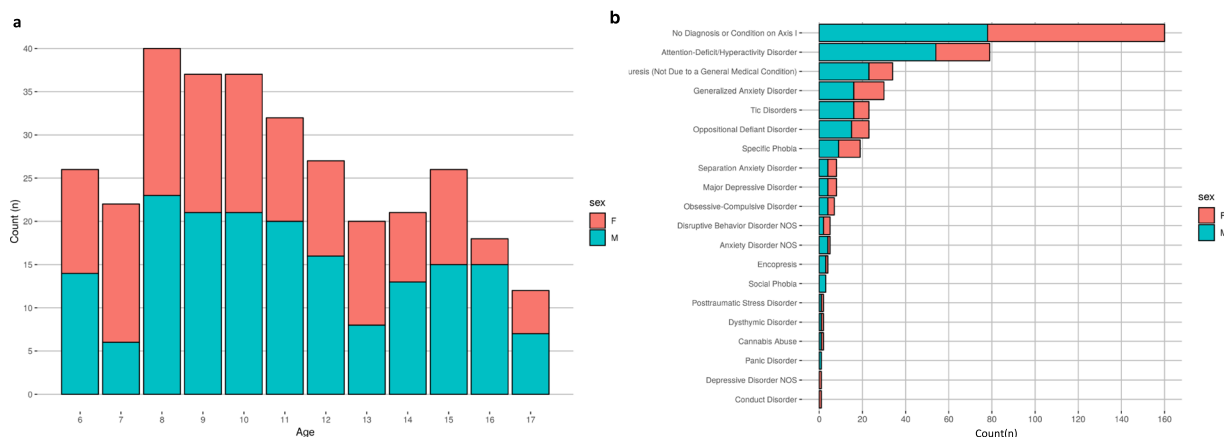 a
Count (n)
40
35
30
25
20
15
10
5
0
6 7 8 9 10 11 12 13 14 15 16 17
Age
sex
F
M
b
No Diagnosis or Condition on Axis I
Attention-Deficit/Hyperactivity Disorder
uresis (Not Due to a General Medical Condition)
Generalized Anxiety Disorder
Tic Disorders
Oppositional Defiant Disorder
Specific Phobia
Separation Anxiety Disorder
Major Depressive Disorder
Obsessive-Compulsive Disorder
Disruptive Behavior Disorder NOS
Anxiety Disorder NOS
Encopresis
Social Phobia
Posttraumatic Stress Disorder
Dysthymic Disorder
Cannabis Abuse
Panic Disorder
Depressive Disorder NOS
Conduct Disorder
0 20 40 60 80 100 120 140 160
Count(n)
sex
F
M